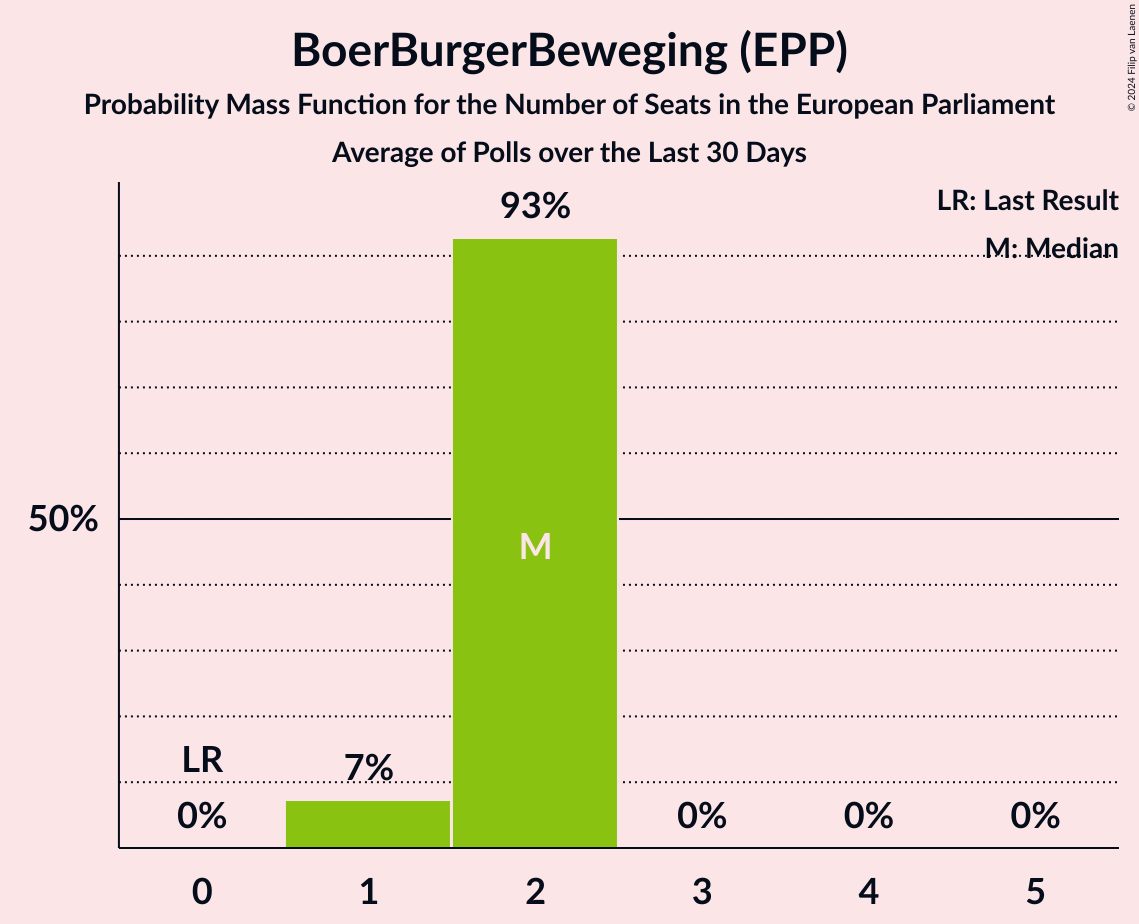 BoerBurgerBeweging (EPP)
Probability Mass Function for the Number of Seats in the European Parliament
Average of Polls over the Last 30 Days
© 2024 Filip van Laenen
LR: Last Result
M: Median
93%
50%
M
LR
7%
0%
0%
0%
0%
0
1
2
3
4
5